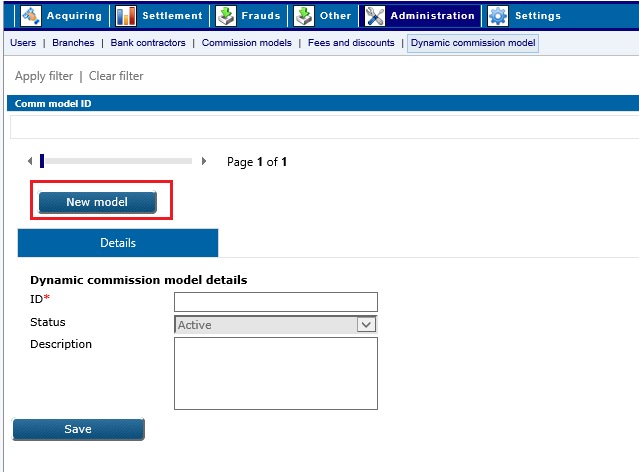 Acquiring Settlement Frauds Other Administration Settings
Users | Branches | Bank contractors | Commission models | Fees and discounts | Dynamic commission model
Apply filter | Clear filter
Comm model ID
Page 1 of 1
New model
Details
Dynamic commission model details
ID*
Status Active
Description
Save